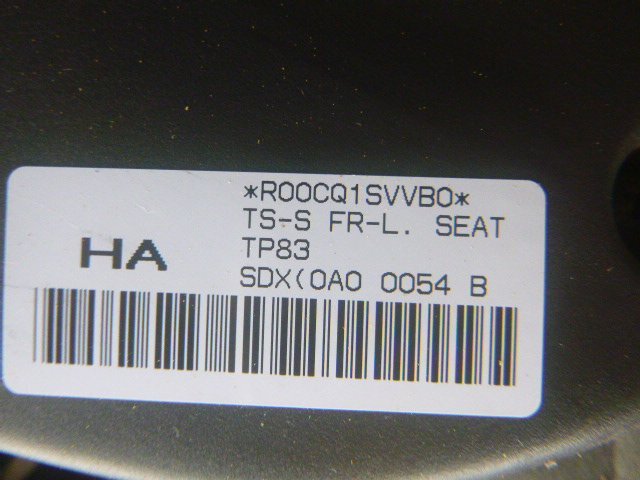 *R00CQ1SVVB0*
TS-S FR-L. SEAT
HA
TP83
SDX(0A0 0054 B